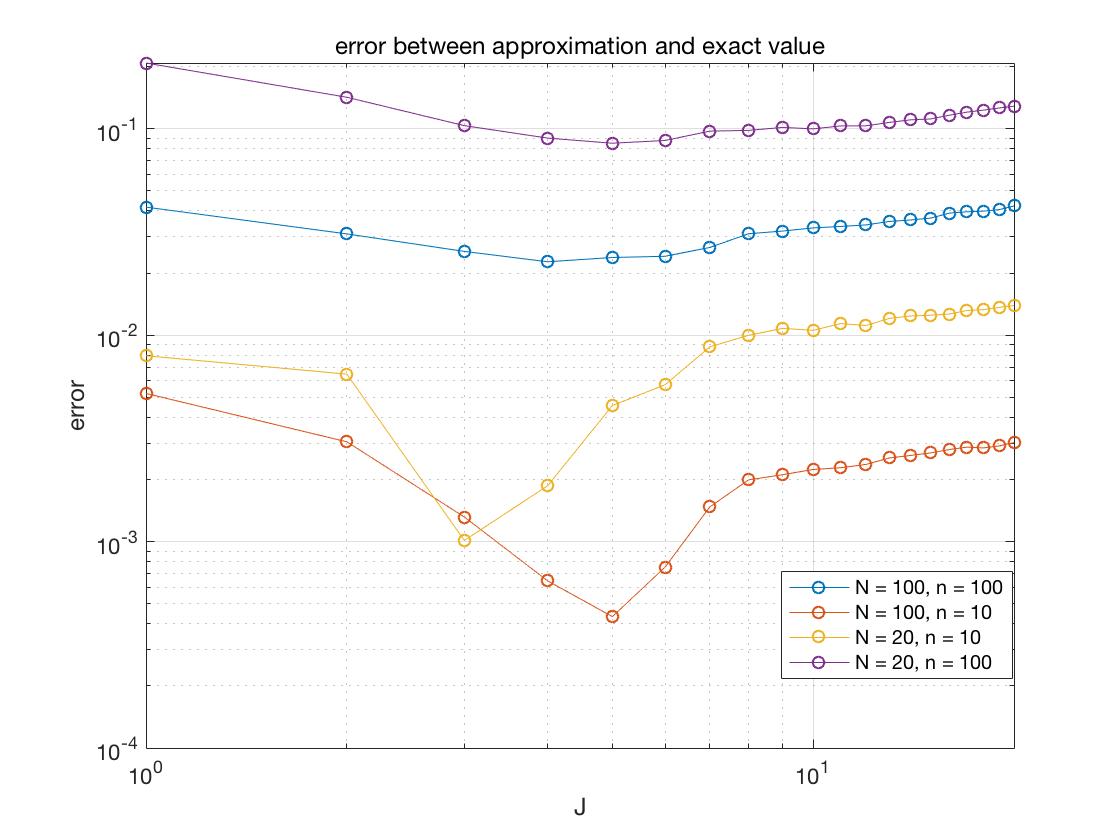 error between approximation and exact value
10^-1
10^-2
10^-3
10^-4
error
10^0
10^1
J
N = 100, n = 100
N = 100, n = 10
N = 20, n = 10
N = 20, n = 100